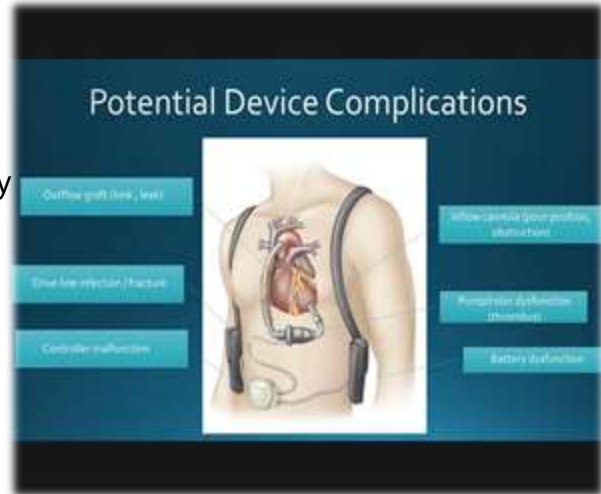 Potential Device Complications
y
Outflow graft (kink , leak)
Inflow cannula (poor position,
obstruction)
Drive line infection / fracture
Pump/rotor dysfunction
(thrombus)
Controller malfunction
Battery dysfunction